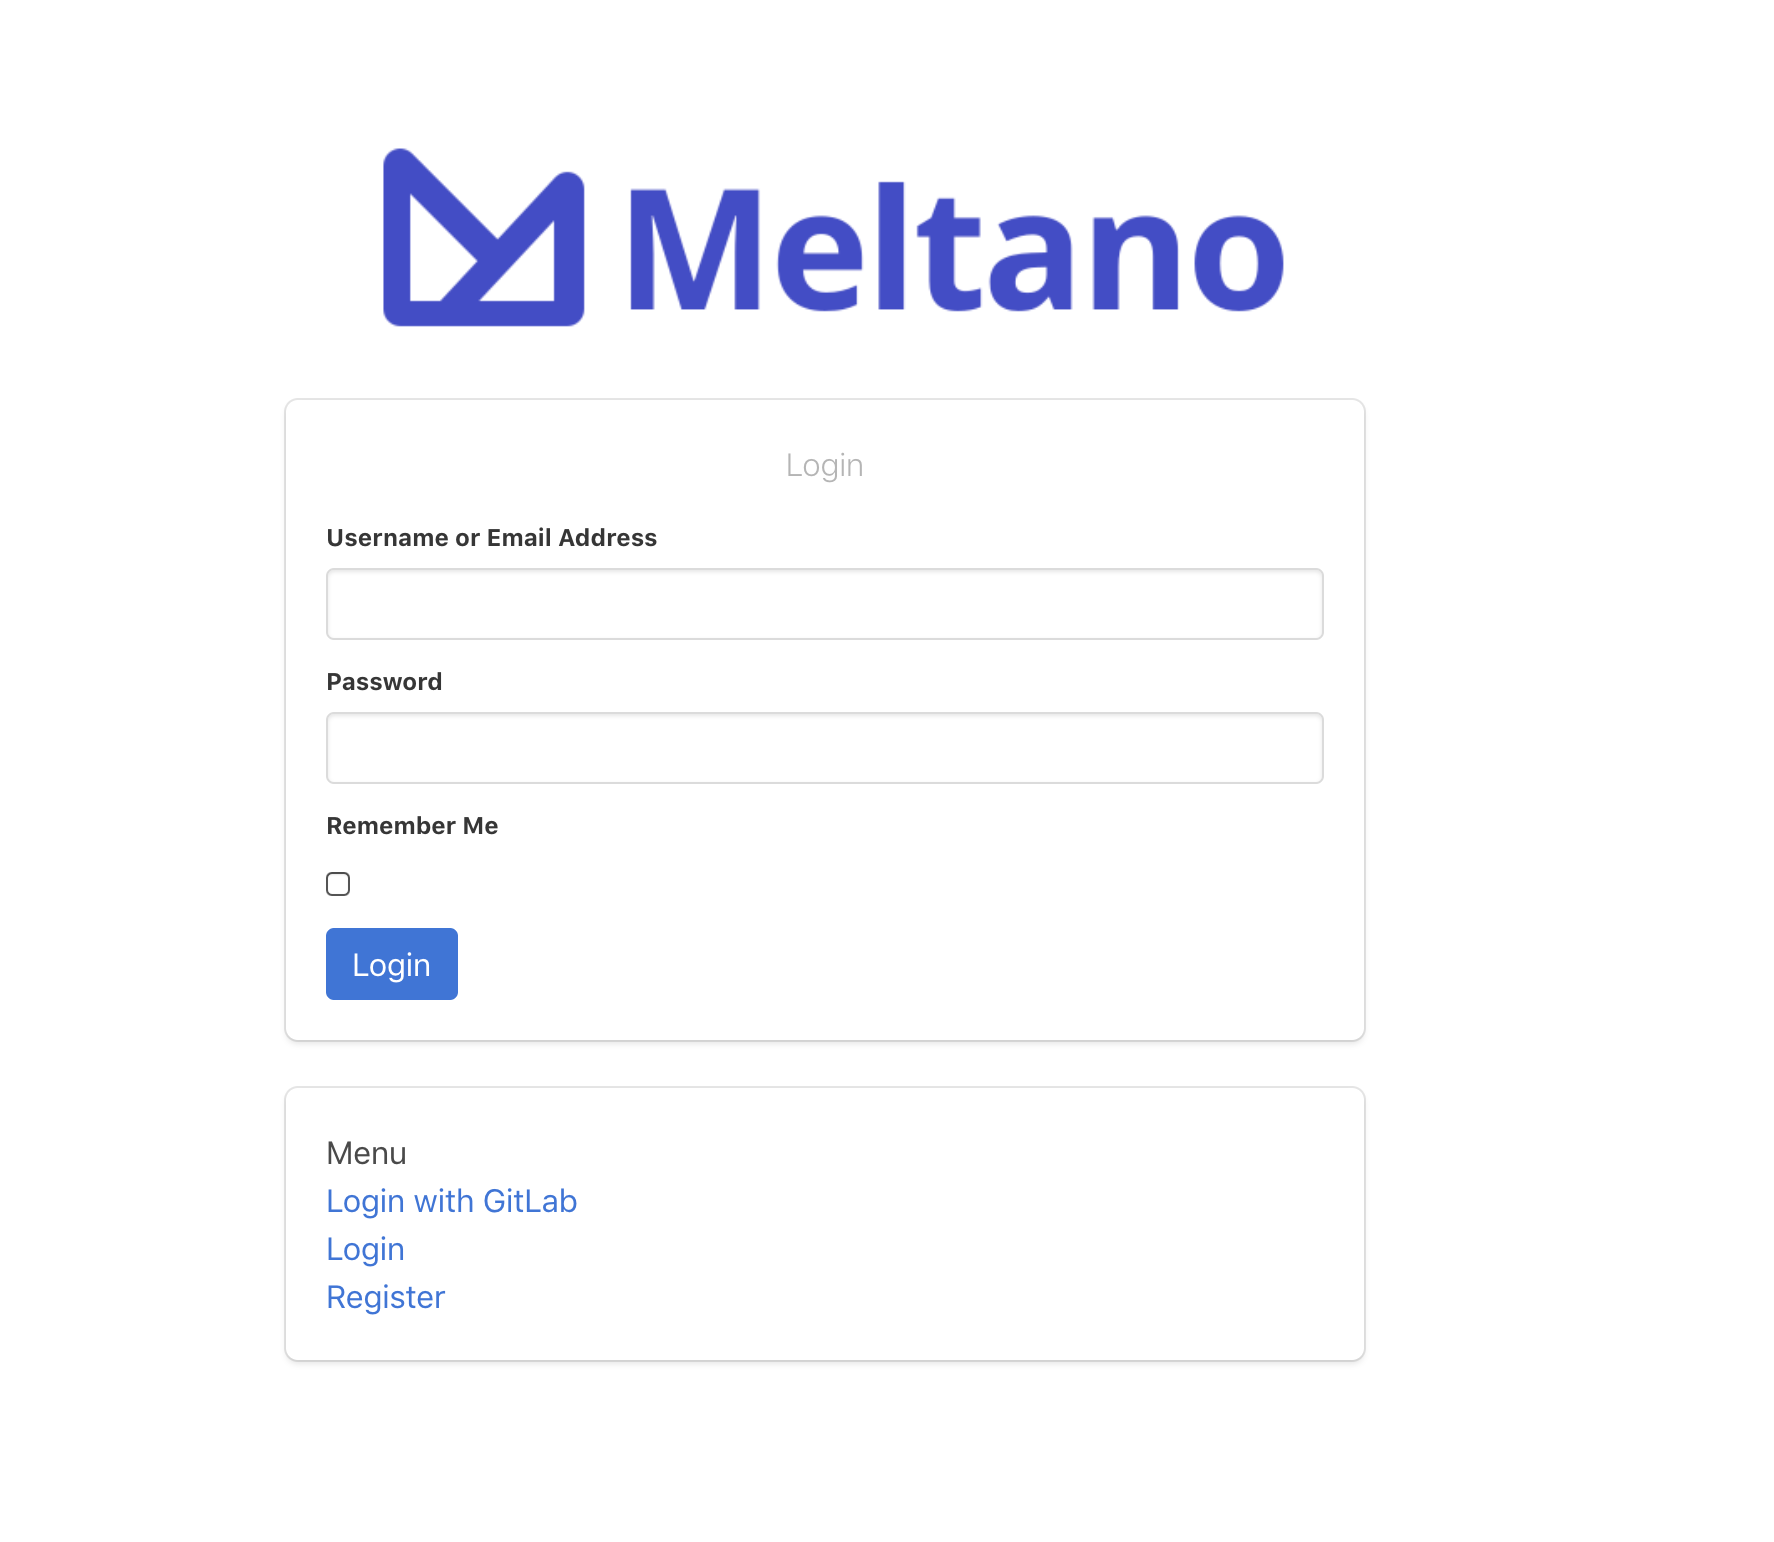 Meltano
Login
Username or Email Address
Password
Remember Me
Login
Menu
Login with GitLab
Login
Register